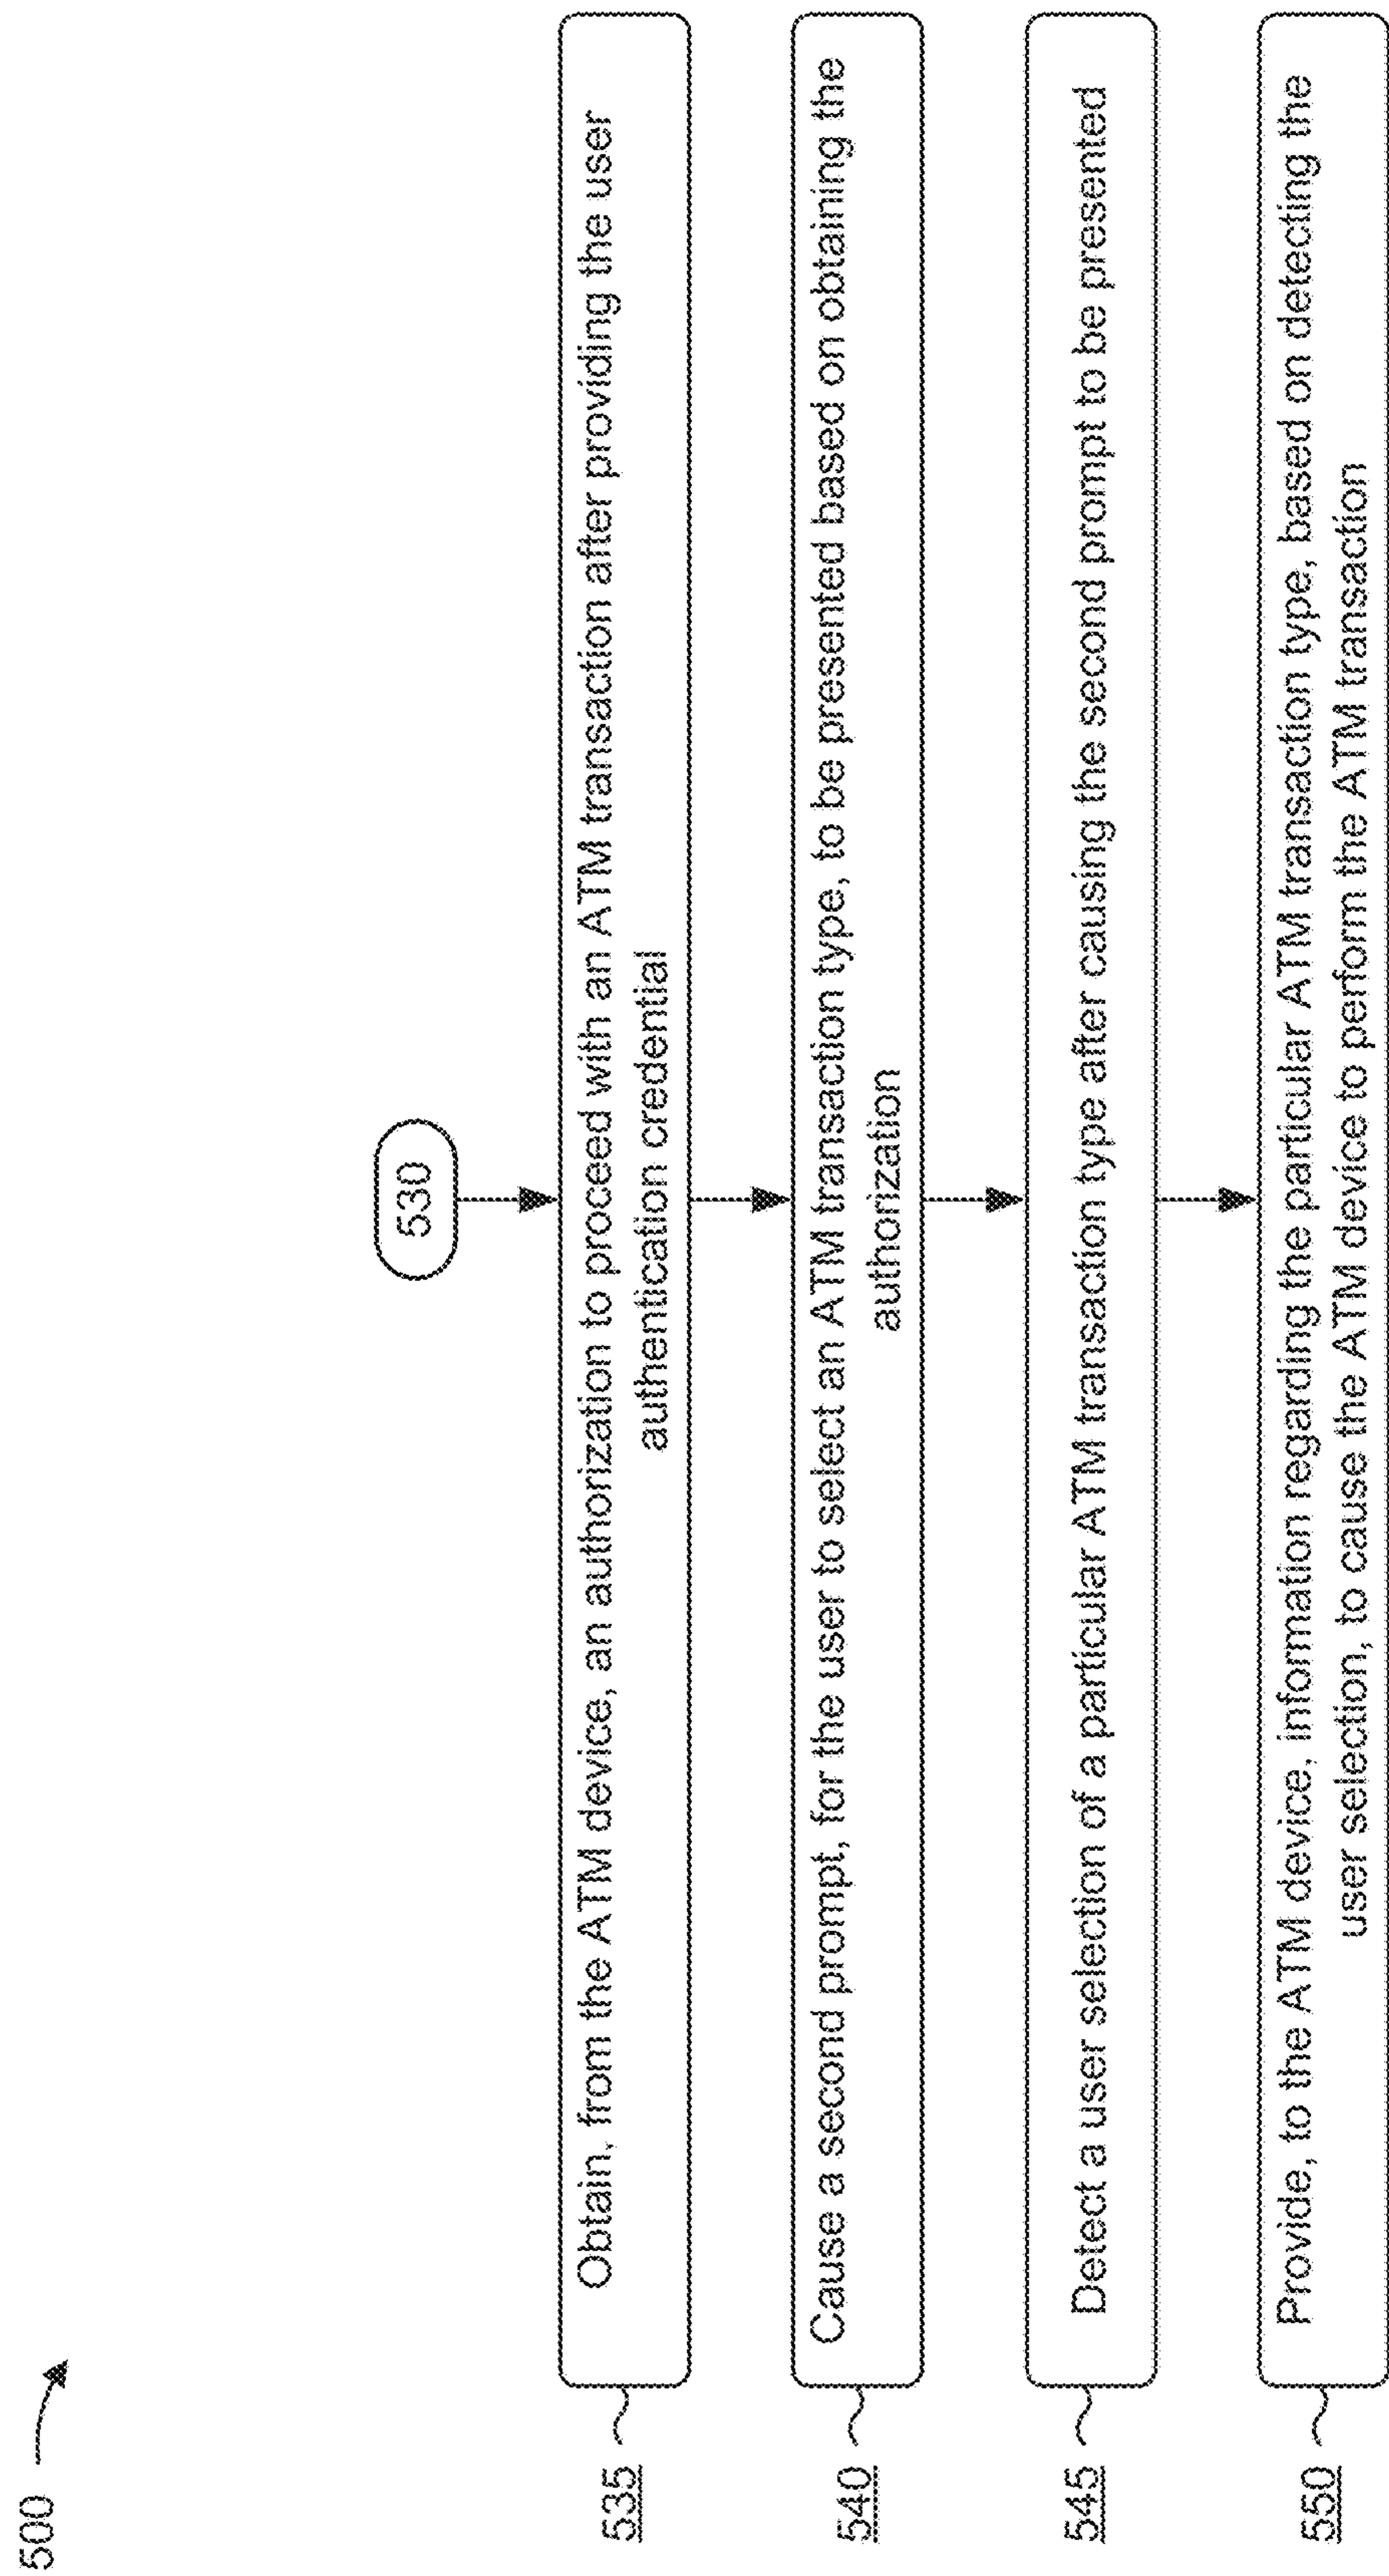 500
530
535
Obtain, from the ATM device, an authorization to proceed with an ATM transaction after providing the user
authentication credential
540
Cause a second prompt, for the user to select an ATM transaction type, to be presented based on obtaining the
authorization
545
Detect a user selection of a particular ATM transaction type after causing the second prompt to be presented
550
Provide, to the ATM device, information regarding the particular ATM transaction type, based on detecting the
user selection, to cause the ATM device to perform the ATM transaction